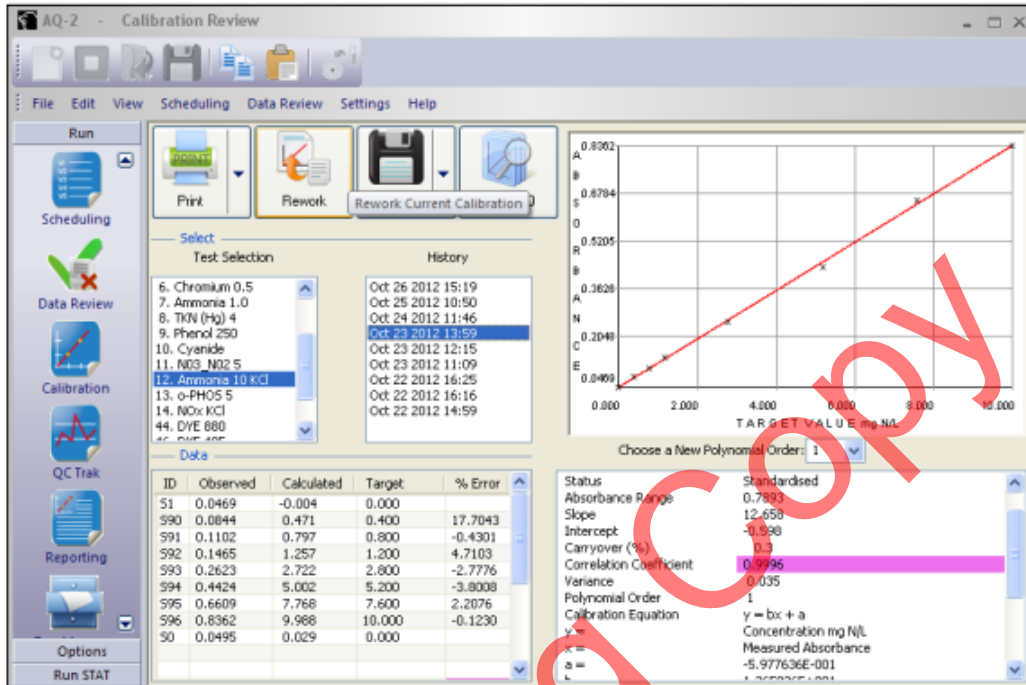 AQ-2 - Calibration Review
File Edit View Scheduling Data Review Settings Help
Run
Scheduling
Data Review
Calibration
QC Trak
Reporting
Options
Run STAT
Print
Rework
Rework Current Calibration
Select
Test Selection
6. Chromium 0.5
7. Ammonia 1.0
8. TKN (Hg) 4
9. Phenol 250
10. Cyanide
11. N03_N02 5
12. Ammonia 10 KCl
13. o-PHOS 5
14. NOx KCl
44. DYE 880
History
Oct 26 2012 15:19
Oct 25 2012 10:50
Oct 24 2012 11:46
Oct 23 2012 13:59
Oct 23 2012 12:15
Oct 23 2012 11:09
Oct 22 2012 16:25
Oct 22 2012 16:16
Oct 22 2012 14:59
Data
ID Observed Calculated Target % Error
S1 0.0469 -0.004 0.000
S90 0.0844 0.471 0.400 17.7043
S91 0.1102 0.797 0.800 -0.4301
S92 0.1465 1.257 1.200 4.7103
S93 0.2623 2.722 2.800 -2.7776
S94 0.4424 5.002 5.200 -3.8008
S95 0.6609 7.768 7.600 2.2076
S96 0.8362 9.988 10.000 -0.1230
S0 0.0495 0.029 0.000
ABSORBANCE
0.8362
0.6784
0.5205
0.3628
0.2048
0.0469
0.000 2.000 4.000 6.000 8.000 10.000
TARGET VALUE mg N/L
Choose a New Polynomial Order: 1
Status Standardised
Absorbance Range 0.7893
Slope 12.658
Intercept -0.598
Carryover (%) 0.3
Correlation Coefficient 0.9996
Variance 0.035
Polynomial Order 1
Calibration Equation y = bx + a
y = Concentration mg N/L
x = Measured Absorbance
a = -5.977636E-001
copy